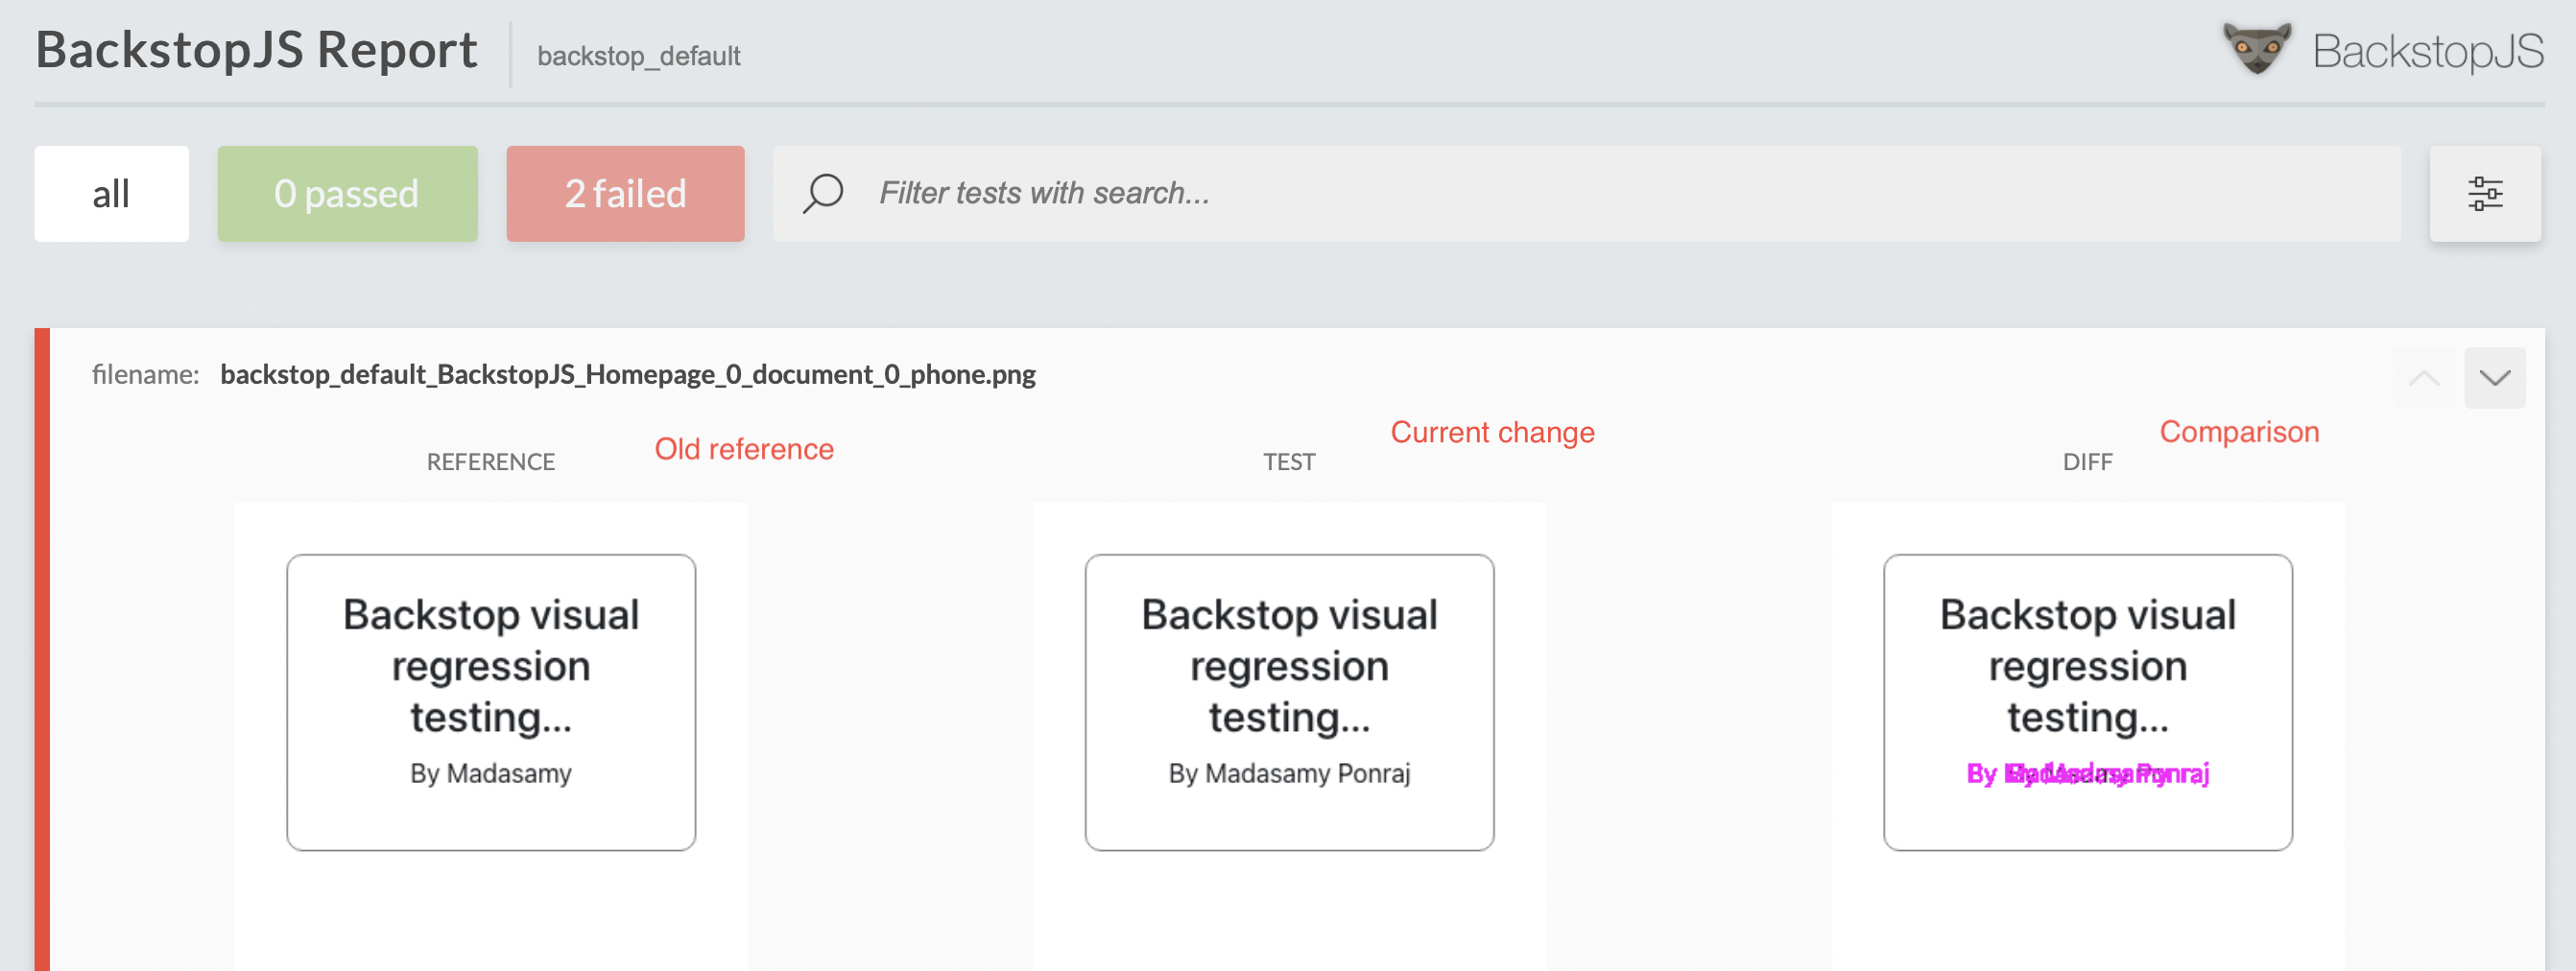 BackstopJS Report
backstop_default
BackstopJS
all
0 passed
2 failed
Filter tests with search...
filename: backstop_default_BackstopJS_Homepage_0_document_0_phone.png
REFERENCE
Old reference
TEST
Current change
DIFF
Comparison
Backstop visual
regression
testing...
By Madasamy
Backstop visual
regression
testing...
By Madasamy Ponraj
Backstop visual
regression
testing...
By